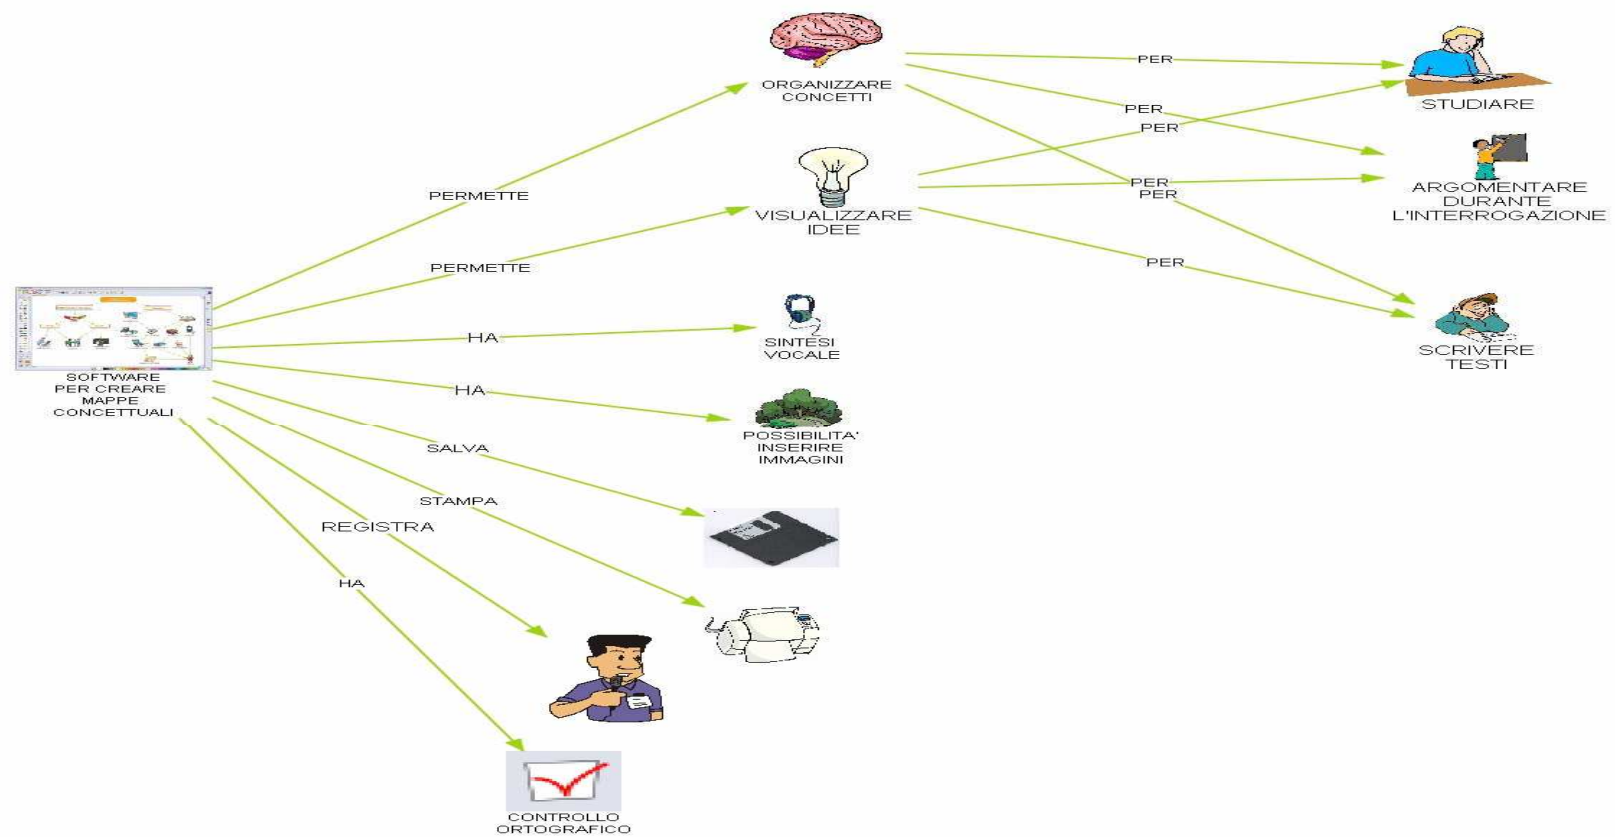 ORGANIZZARE
CONCETTI
PER
STUDIARE
PER
PER
PERMETTE
VISUALIZZARE
IDEE
PER
PER
ARGOMENTARE
DURANTE
L'INTERROGAZIONE
PERMETTE
PER
SOFTWARE
PER CREARE
MAPPE
CONCETTUALI
HA
SINTESI
VOCALE
SCRIVERE
TESTI
HA
POSSIBILITA'
INSERIRE
IMMAGINI
SALVA
STAMPA
REGISTRA
HA
CONTROLLO
ORTOGRAFICO